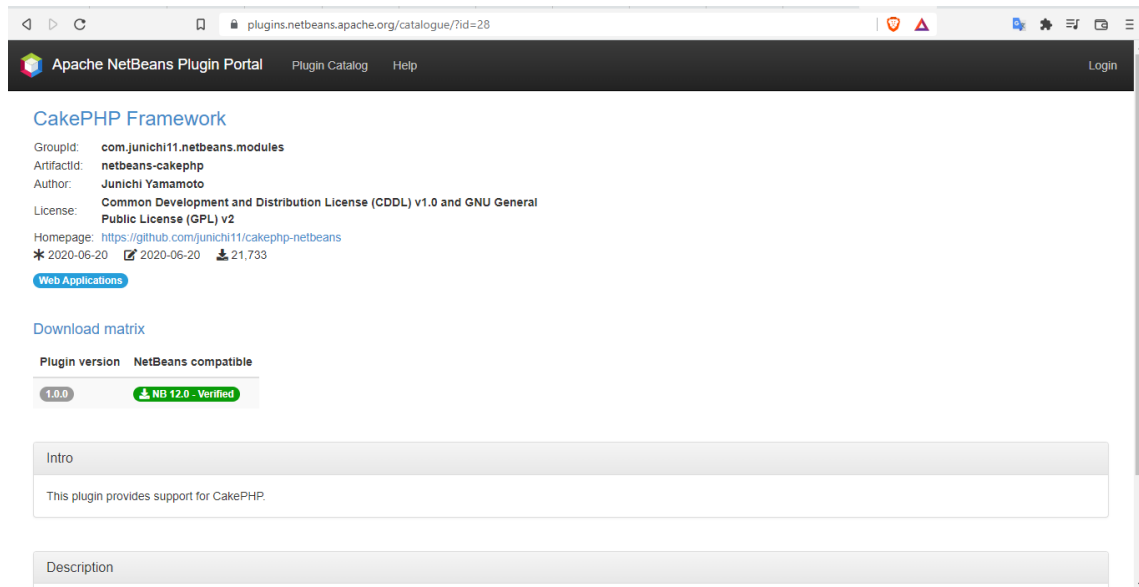 plugins.netbeans.apache.org/catalogue/?id=28
Apache NetBeans Plugin Portal Plugin Catalog Help Login
CakePHP Framework
GroupId: com.junichi11.netbeans.modules
ArtifactId: netbeans-cakephp
Author: Junichi Yamamoto
License: Common Development and Distribution License (CDDL) v1.0 and GNU General
Public License (GPL) v2
Homepage: https://github.com/junichi11/cakephp-netbeans
2020-06-20 2020-06-20 21,733
Web Applications
Download matrix
Plugin version NetBeans compatible
1.0.0 NB 12.0 - Verified
Intro
This plugin provides support for CakePHP.
Description